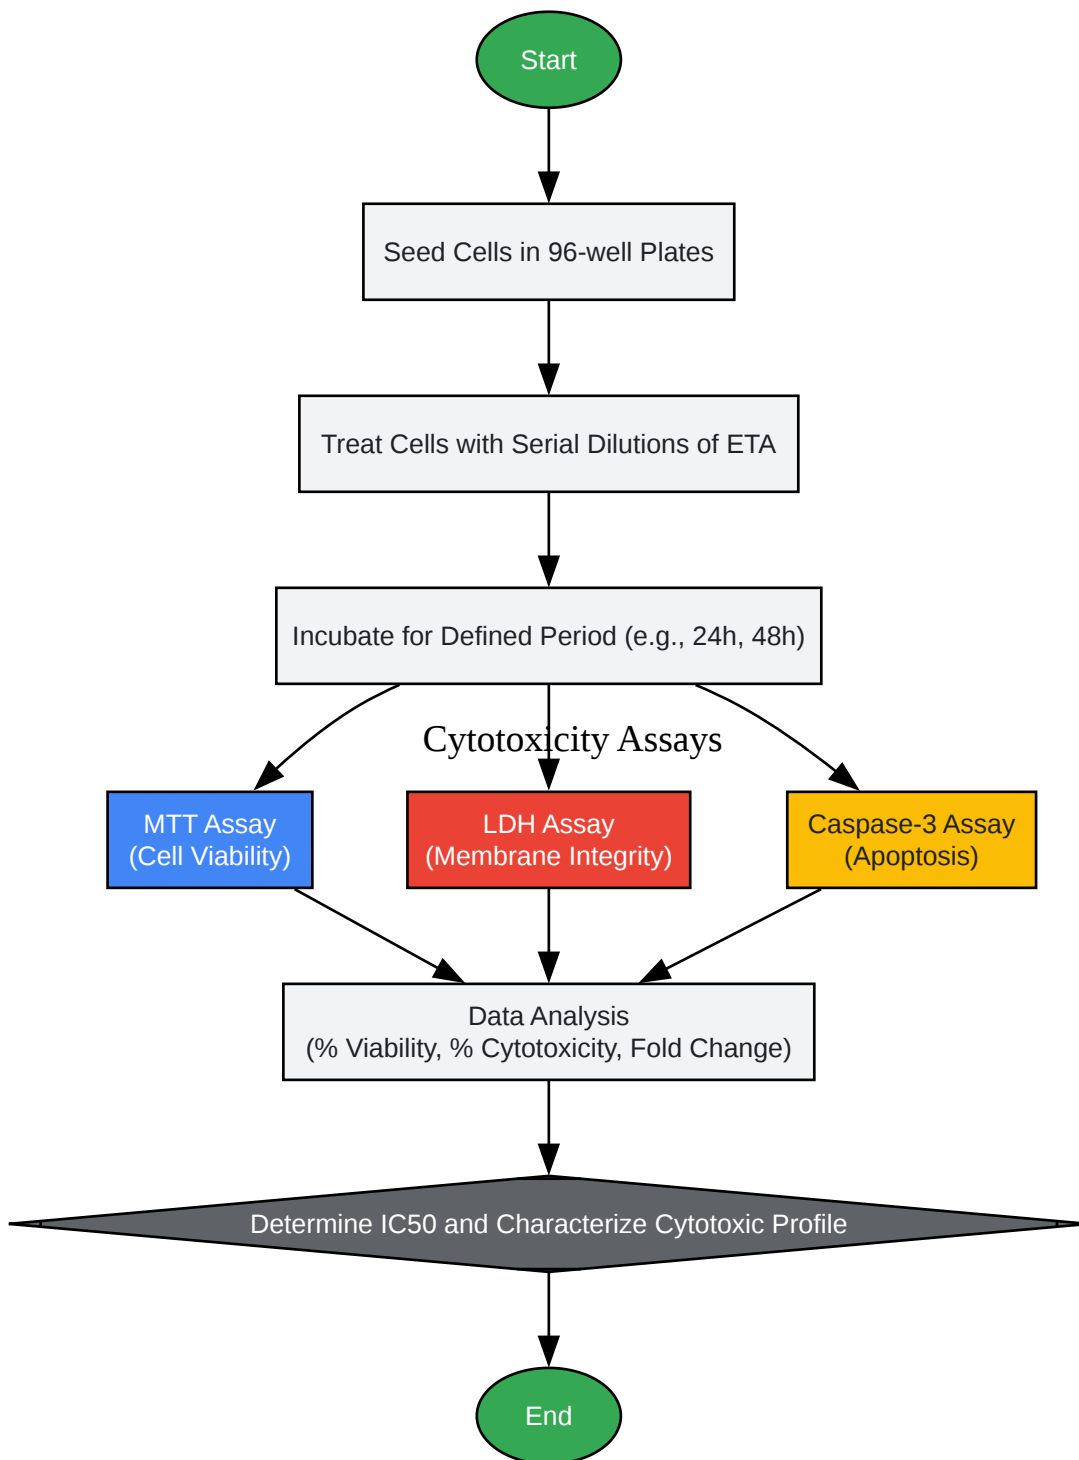 Start
Seed Cells in 96-well Plates
Treat Cells with Serial Dilutions of ETA
Incubate for Defined Period (e.g., 24h, 48h)
Cytotoxicity Assays
MTT Assay
(Cell Viability)
LDH Assay
(Membrane Integrity)
Caspase-3 Assay
(Apoptosis)
Data Analysis
(% Viability, % Cytotoxicity, Fold Change)
Determine IC50 and Characterize Cytotoxic Profile
End